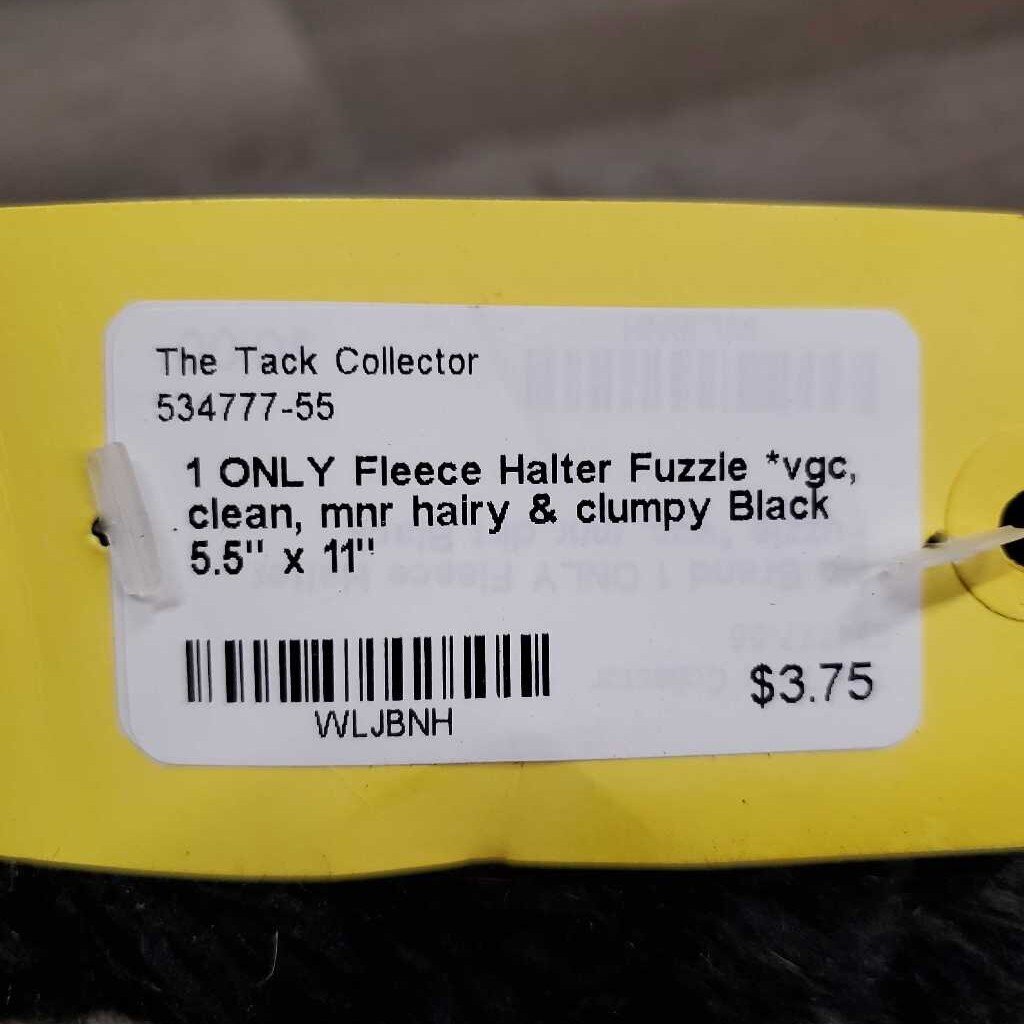 The Tack Collector
534777-55
1 ONLY Fleece Halter Fuzzie *vgc,
clean, mnr hairy & clumpy Black
5.5" x 11"
WLJBNH
$3.75